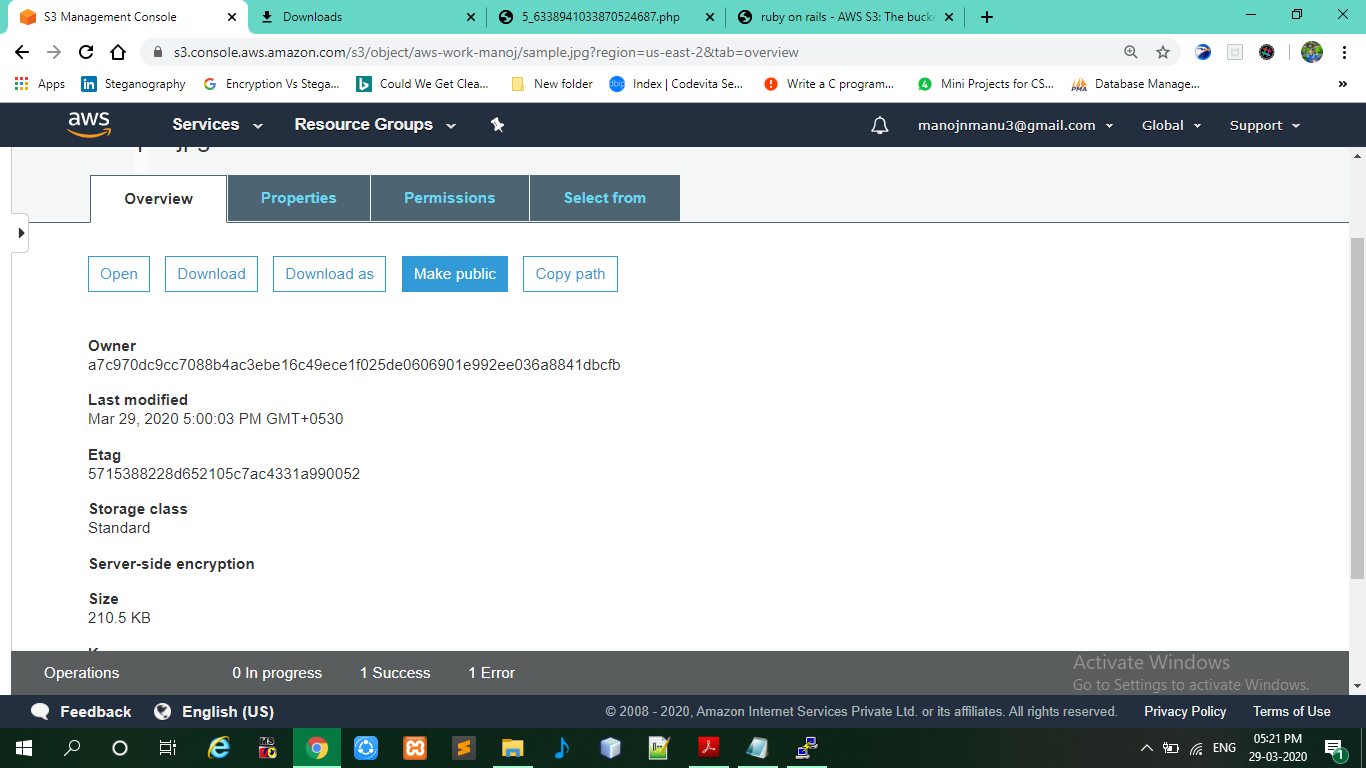 S3 Management Console
Downloads
5_6338941033870524687.php
ruby on rails - AWS S3: The bucke
s3.console.aws.amazon.com/s3/object/aws-work-manoj/sample.jpg?region=us-east-2&tab=overview
Apps
Steganography
Encryption Vs Stega...
Could We Get Clea...
New folder
Index | Codevita Se...
Write a C program...
Mini Projects for CS...
Database Manage...
aws
Services
Resource Groups
manojnmanu3@gmail.com
Global
Support
Overview
Properties
Permissions
Select from
Open
Download
Download as
Make public
Copy path
Owner
a7c970dc9cc7088b4ac3ebe16c49ece1f025de0606901e992ee036a8841dbcfb
Last modified
Mar 29, 2020 5:00:03 PM GMT+0530
Etag
5715388228d652105c7ac4331a990052
Storage class
Standard
Server-side encryption
Size
210.5 KB
Operations
0 In progress
1 Success
1 Error
Activate Windows
Go to Settings to activate Windows.
Feedback
English (US)
© 2008 - 2020, Amazon Internet Services Private Ltd. or its affiliates. All rights reserved.
Privacy Policy
Terms of Use
ENG
05:21 PM
29-03-2020
1